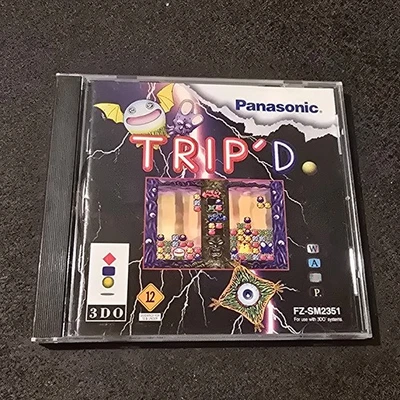 Panasonic
TRIP'D
W
A
P.
12
3DO
FZ-SM2351
For use with 3DO systems